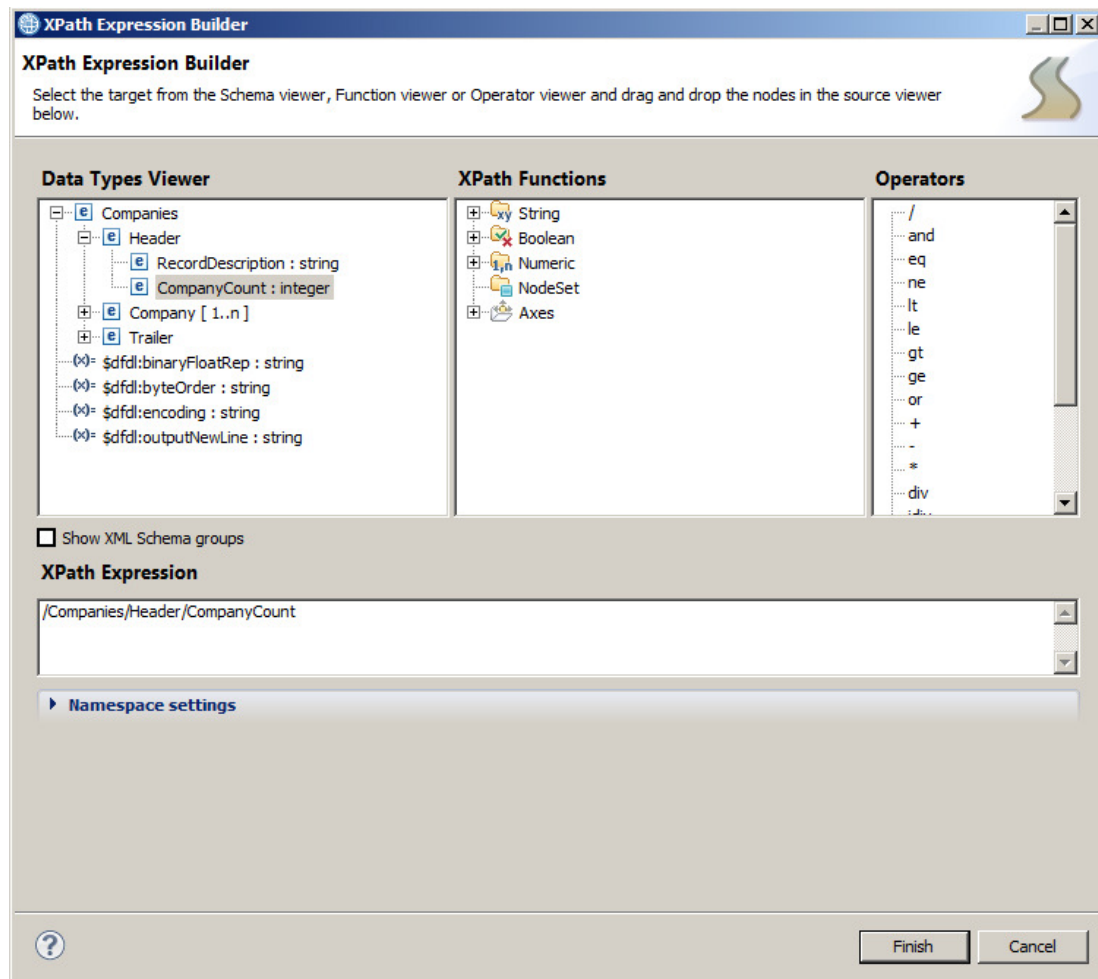 XPath Expression Builder
XPath Expression Builder
Select the target from the Schema viewer, Function viewer or Operator viewer and drag and drop the nodes in the source viewer
below.
Data Types Viewer
Companies
Header
RecordDescription : string
CompanyCount : integer
Company [ 1..n ]
Trailer
(x)= $dfdl:binaryFloatRep : string
(x)= $dfdl:byteOrder : string
(x)= $dfdl:encoding : string
(x)= $dfdl:outputNewLine : string
XPath Functions
String
Boolean
Numeric
NodeSet
Axes
Operators
/
and
eq
ne
lt
le
gt
ge
or
+
-
*
div
idiv
Show XML Schema groups
XPath Expression
/Companies/Header/CompanyCount
Namespace settings
Finish
Cancel